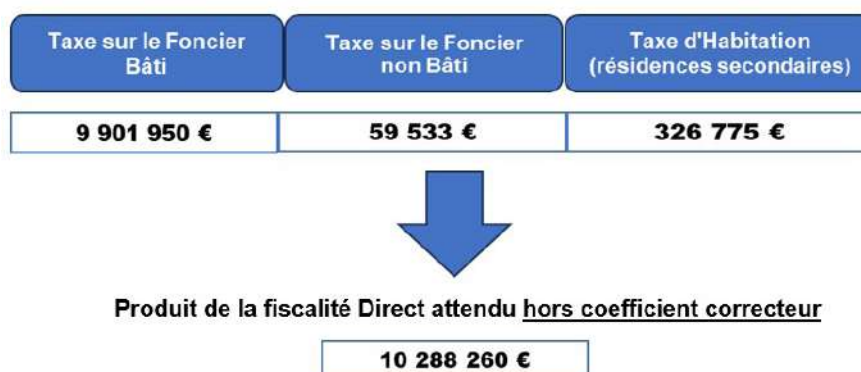 Taxe sur le Foncier
Bâti
Taxe sur le Foncier
non Bâti
Taxe d'Habitation
(résidences secondaires)
9 901 950 €
59 533 €
326 775 €
Produit de la fiscalité Direct attendu hors coefficient correcteur
10 288 260 €